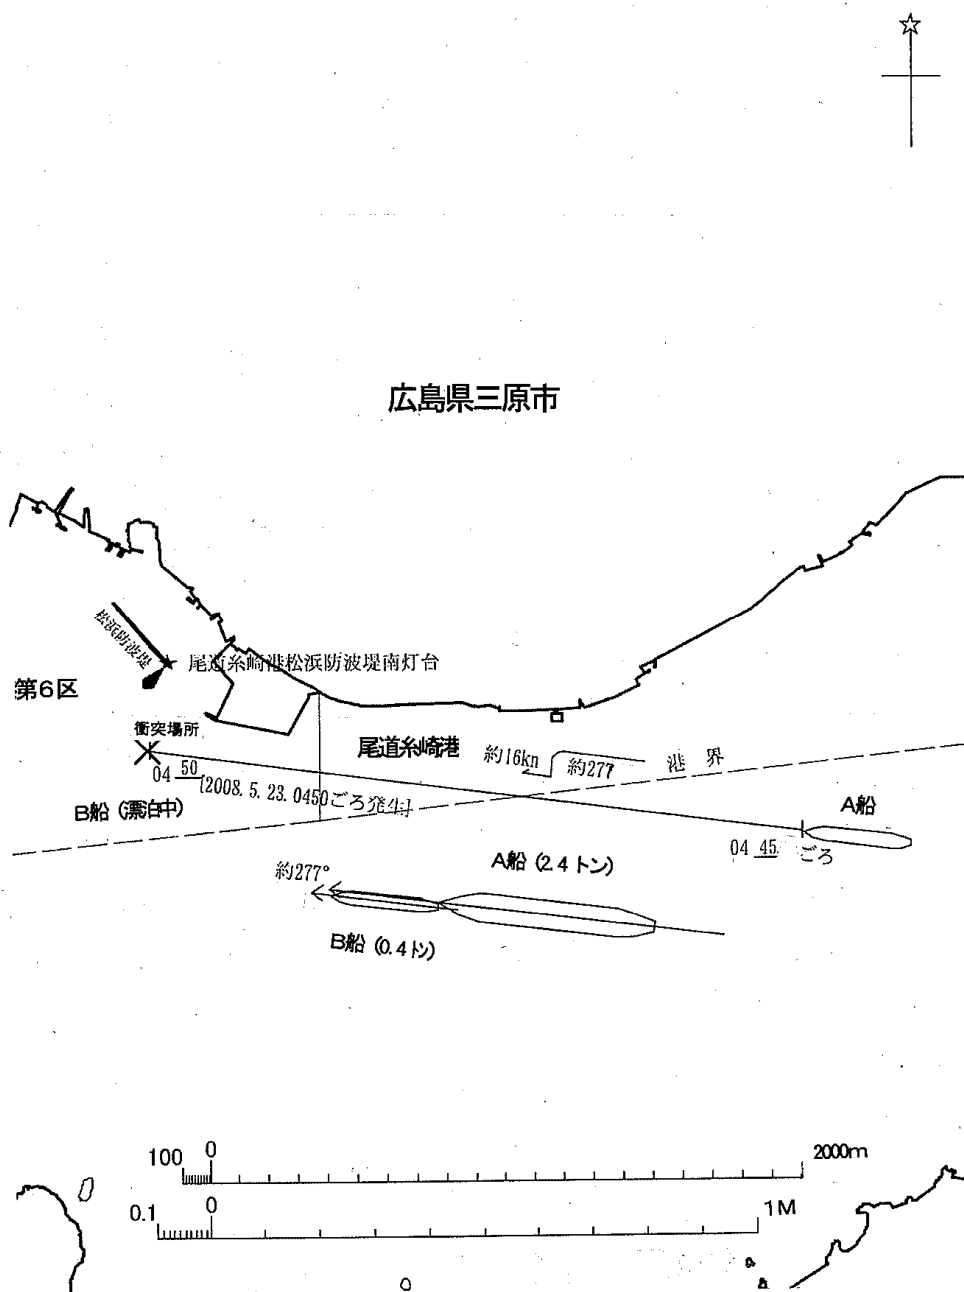 広島県三原市
松浜防波堤
尾道糸崎港松浜防波堤南灯台
第6区
衝突場所
尾道糸崎港
約16kn
約277
港界
04 50
[2008.5.23.0450ごろ発生]
B船（漂泊中）
A船
04 45 ごろ
A船（2.4トン）
約277°
B船（0.4トン）
100 0 2000m
0.1 0 1M